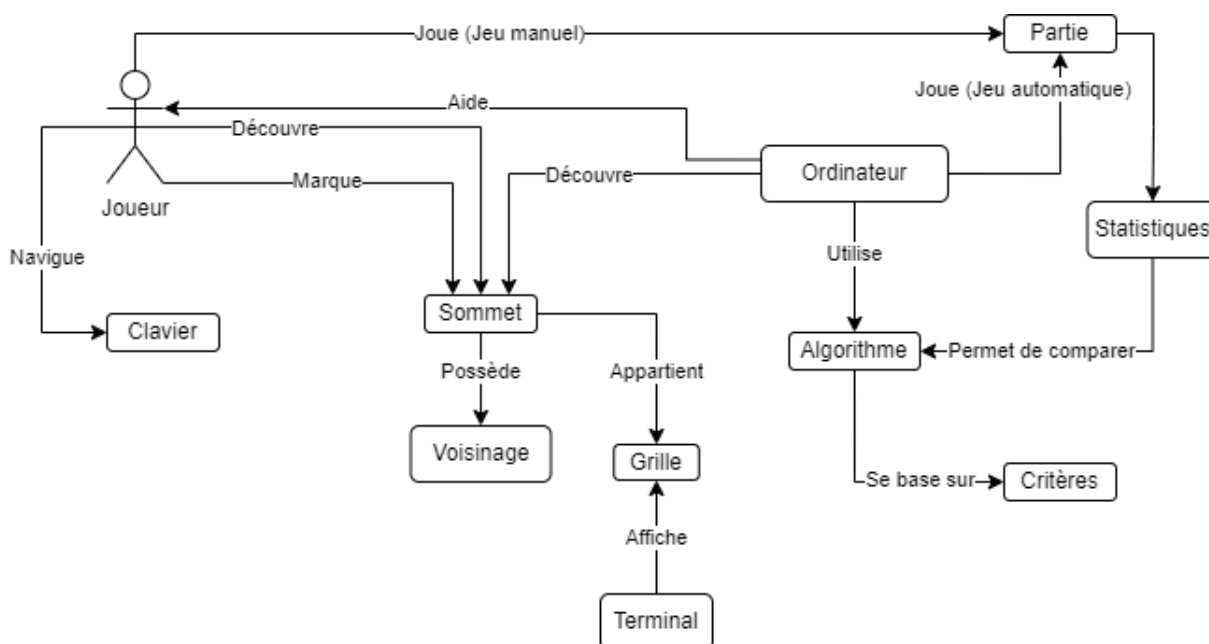 Joue (Jeu manuel)
Partie
Joue (Jeu automatique)
Aide
Découvre
Ordinateur
Découvre
Marque
Joueur
Statistiques
Navigue
Utilise
Sommet
Clavier
Algorithme
Permet de comparer
Possède
Appartient
Voisinage
Grille
Se base sur
Critères
Affiche
Terminal